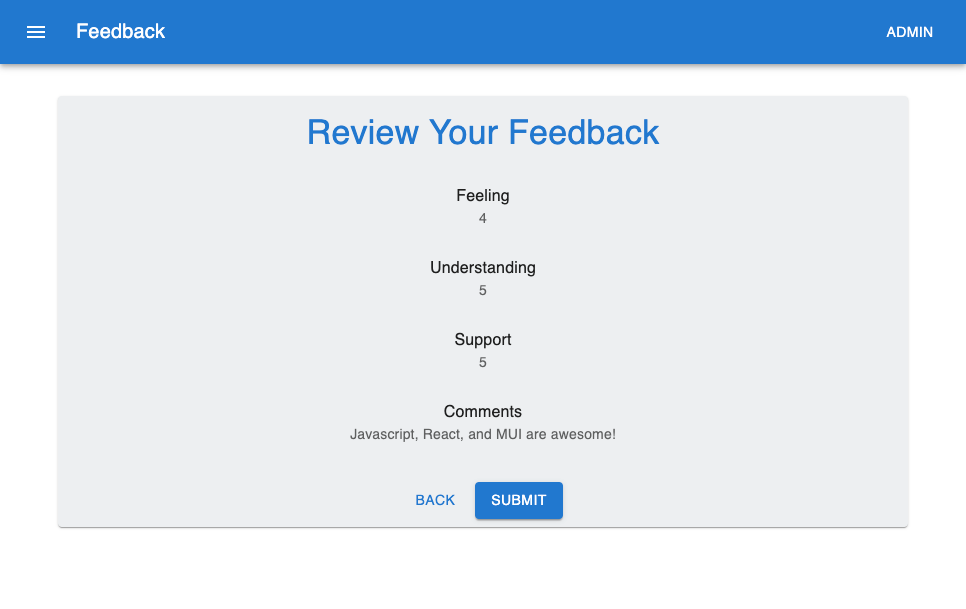 Feedback
ADMIN
Review Your Feedback
Feeling
4
Understanding
5
Support
5
Comments
Javascript, React, and MUI are awesome!
BACK
SUBMIT